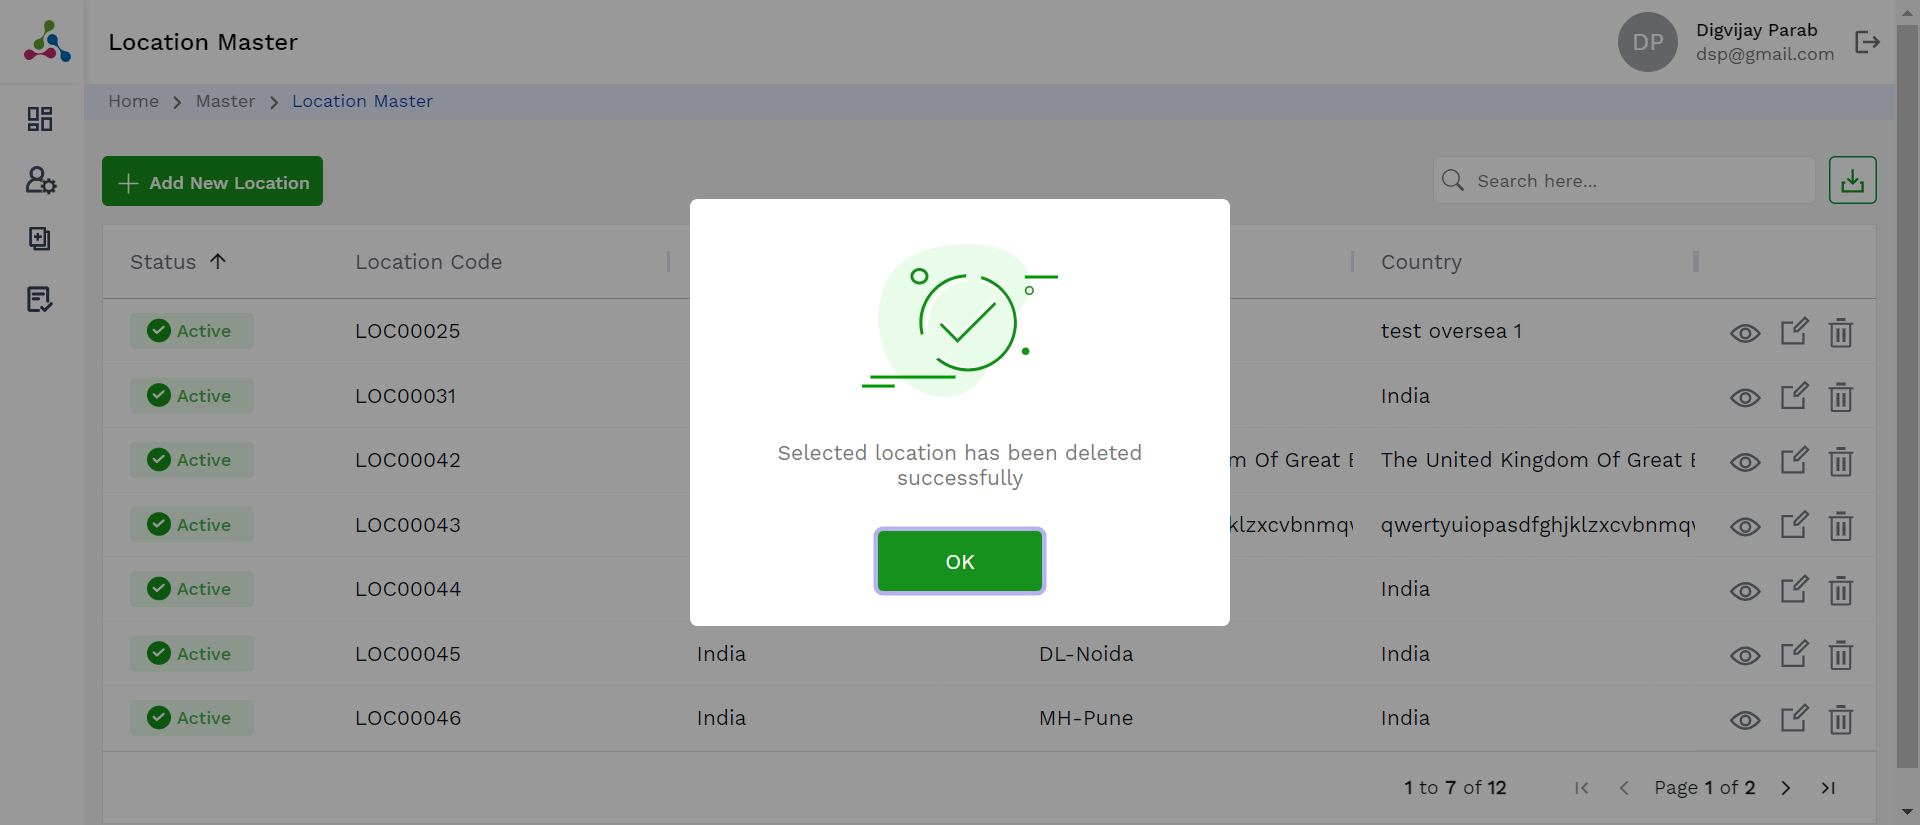 Location Master
DP
Digvijay Parab
dsp@gmail.com
Home > Master > Location Master
Add New Location
Search here...
Status Location Code Country
Active LOC00025 test oversea 1
Active LOC00031 India
Active LOC00042 m Of Great The United Kingdom Of Great
Active LOC00043 klzxcvbnmq qwertyuiopasdfghjklzxcvbnmq
Active LOC00044 India
Active LOC00045 India DL-Noida India
Active LOC00046 India MH-Pune India
Selected location has been deleted
successfully
OK
1 to 7 of 12 Page 1 of 2